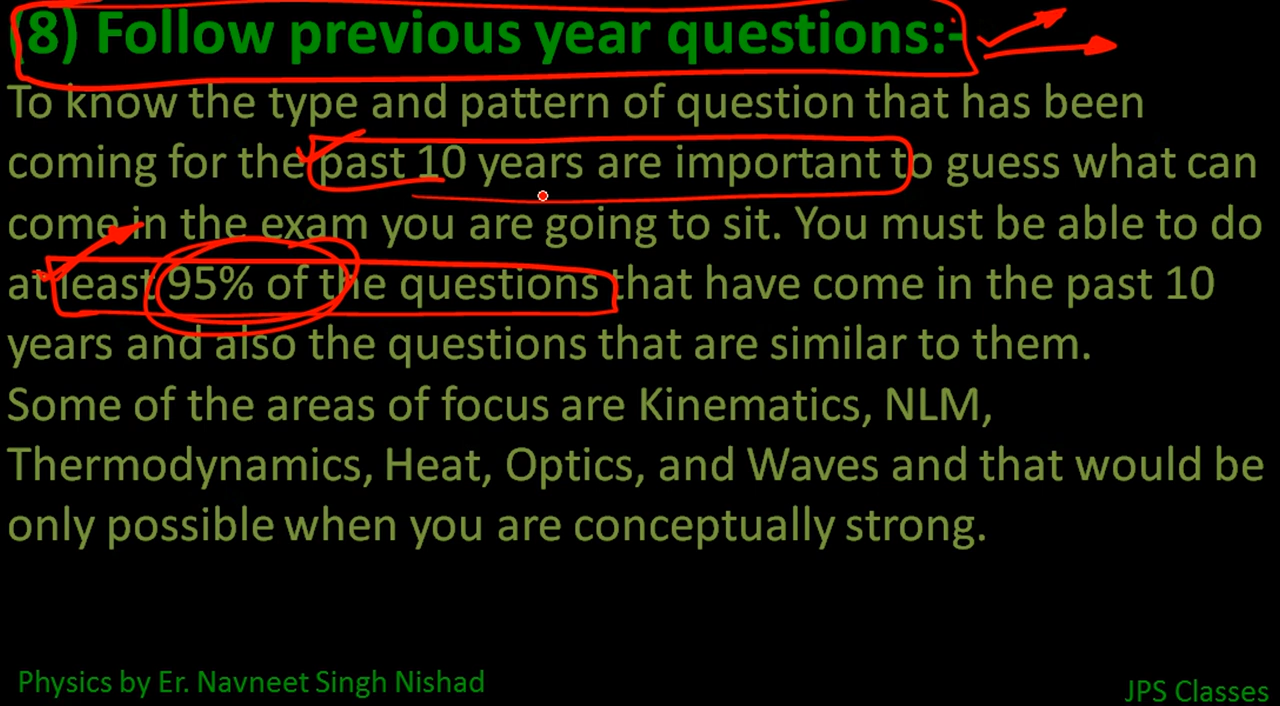 (8) Follow previous year questions:-
To know the type and pattern of question that has been
coming for the past 10 years are important to guess what can
come in the exam you are going to sit. You must be able to do
at least 95% of the questions that have come in the past 10
years and also the questions that are similar to them.
Some of the areas of focus are Kinematics, NLM,
Thermodynamics, Heat, Optics, and Waves and that would be
only possible when you are conceptually strong.
Physics by Er. Navneet Singh Nishad
JPS Classes